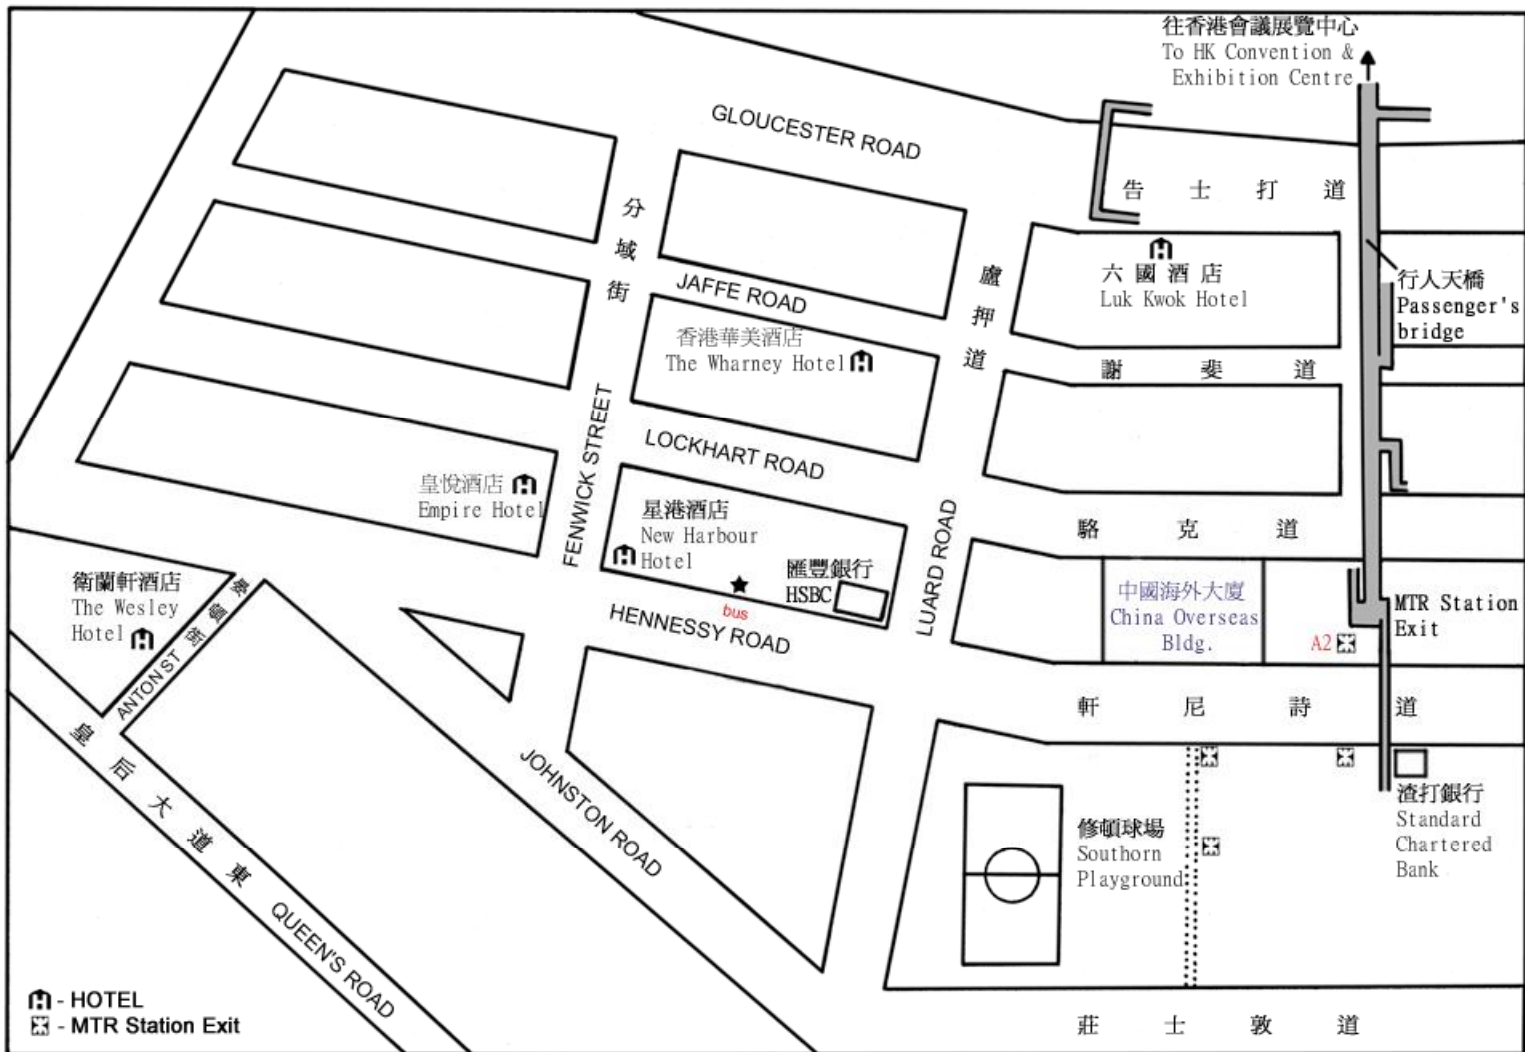 往香港會議展覽中心
To HK Convention &
Exhibition Centre
GLOUCESTER ROAD
告士打道
分域街
盧押道
六國酒店
Luk Kwok Hotel
行人天橋
Passenger's
bridge
JAFFE ROAD
香港華美酒店
The Wharney Hotel
謝斐道
FENWICK STREET
LOCKHART ROAD
皇悅酒店
Empire Hotel
星港酒店
New Harbour
Hotel
匯豐銀行
HSBC
bus
LUARD ROAD
駱克道
中國海外大廈
China Overseas
Bldg.
MTR Station
Exit
A2
衛蘭軒酒店
The Wesley
Hotel
晏頓街
ANTON ST
HENNESSY ROAD
軒尼詩道
皇后大道東
QUEEN'S ROAD
JOHNSTON ROAD
修頓球場
Southorn
Playground
渣打銀行
Standard
Chartered
Bank
莊士敦道
- HOTEL
- MTR Station Exit